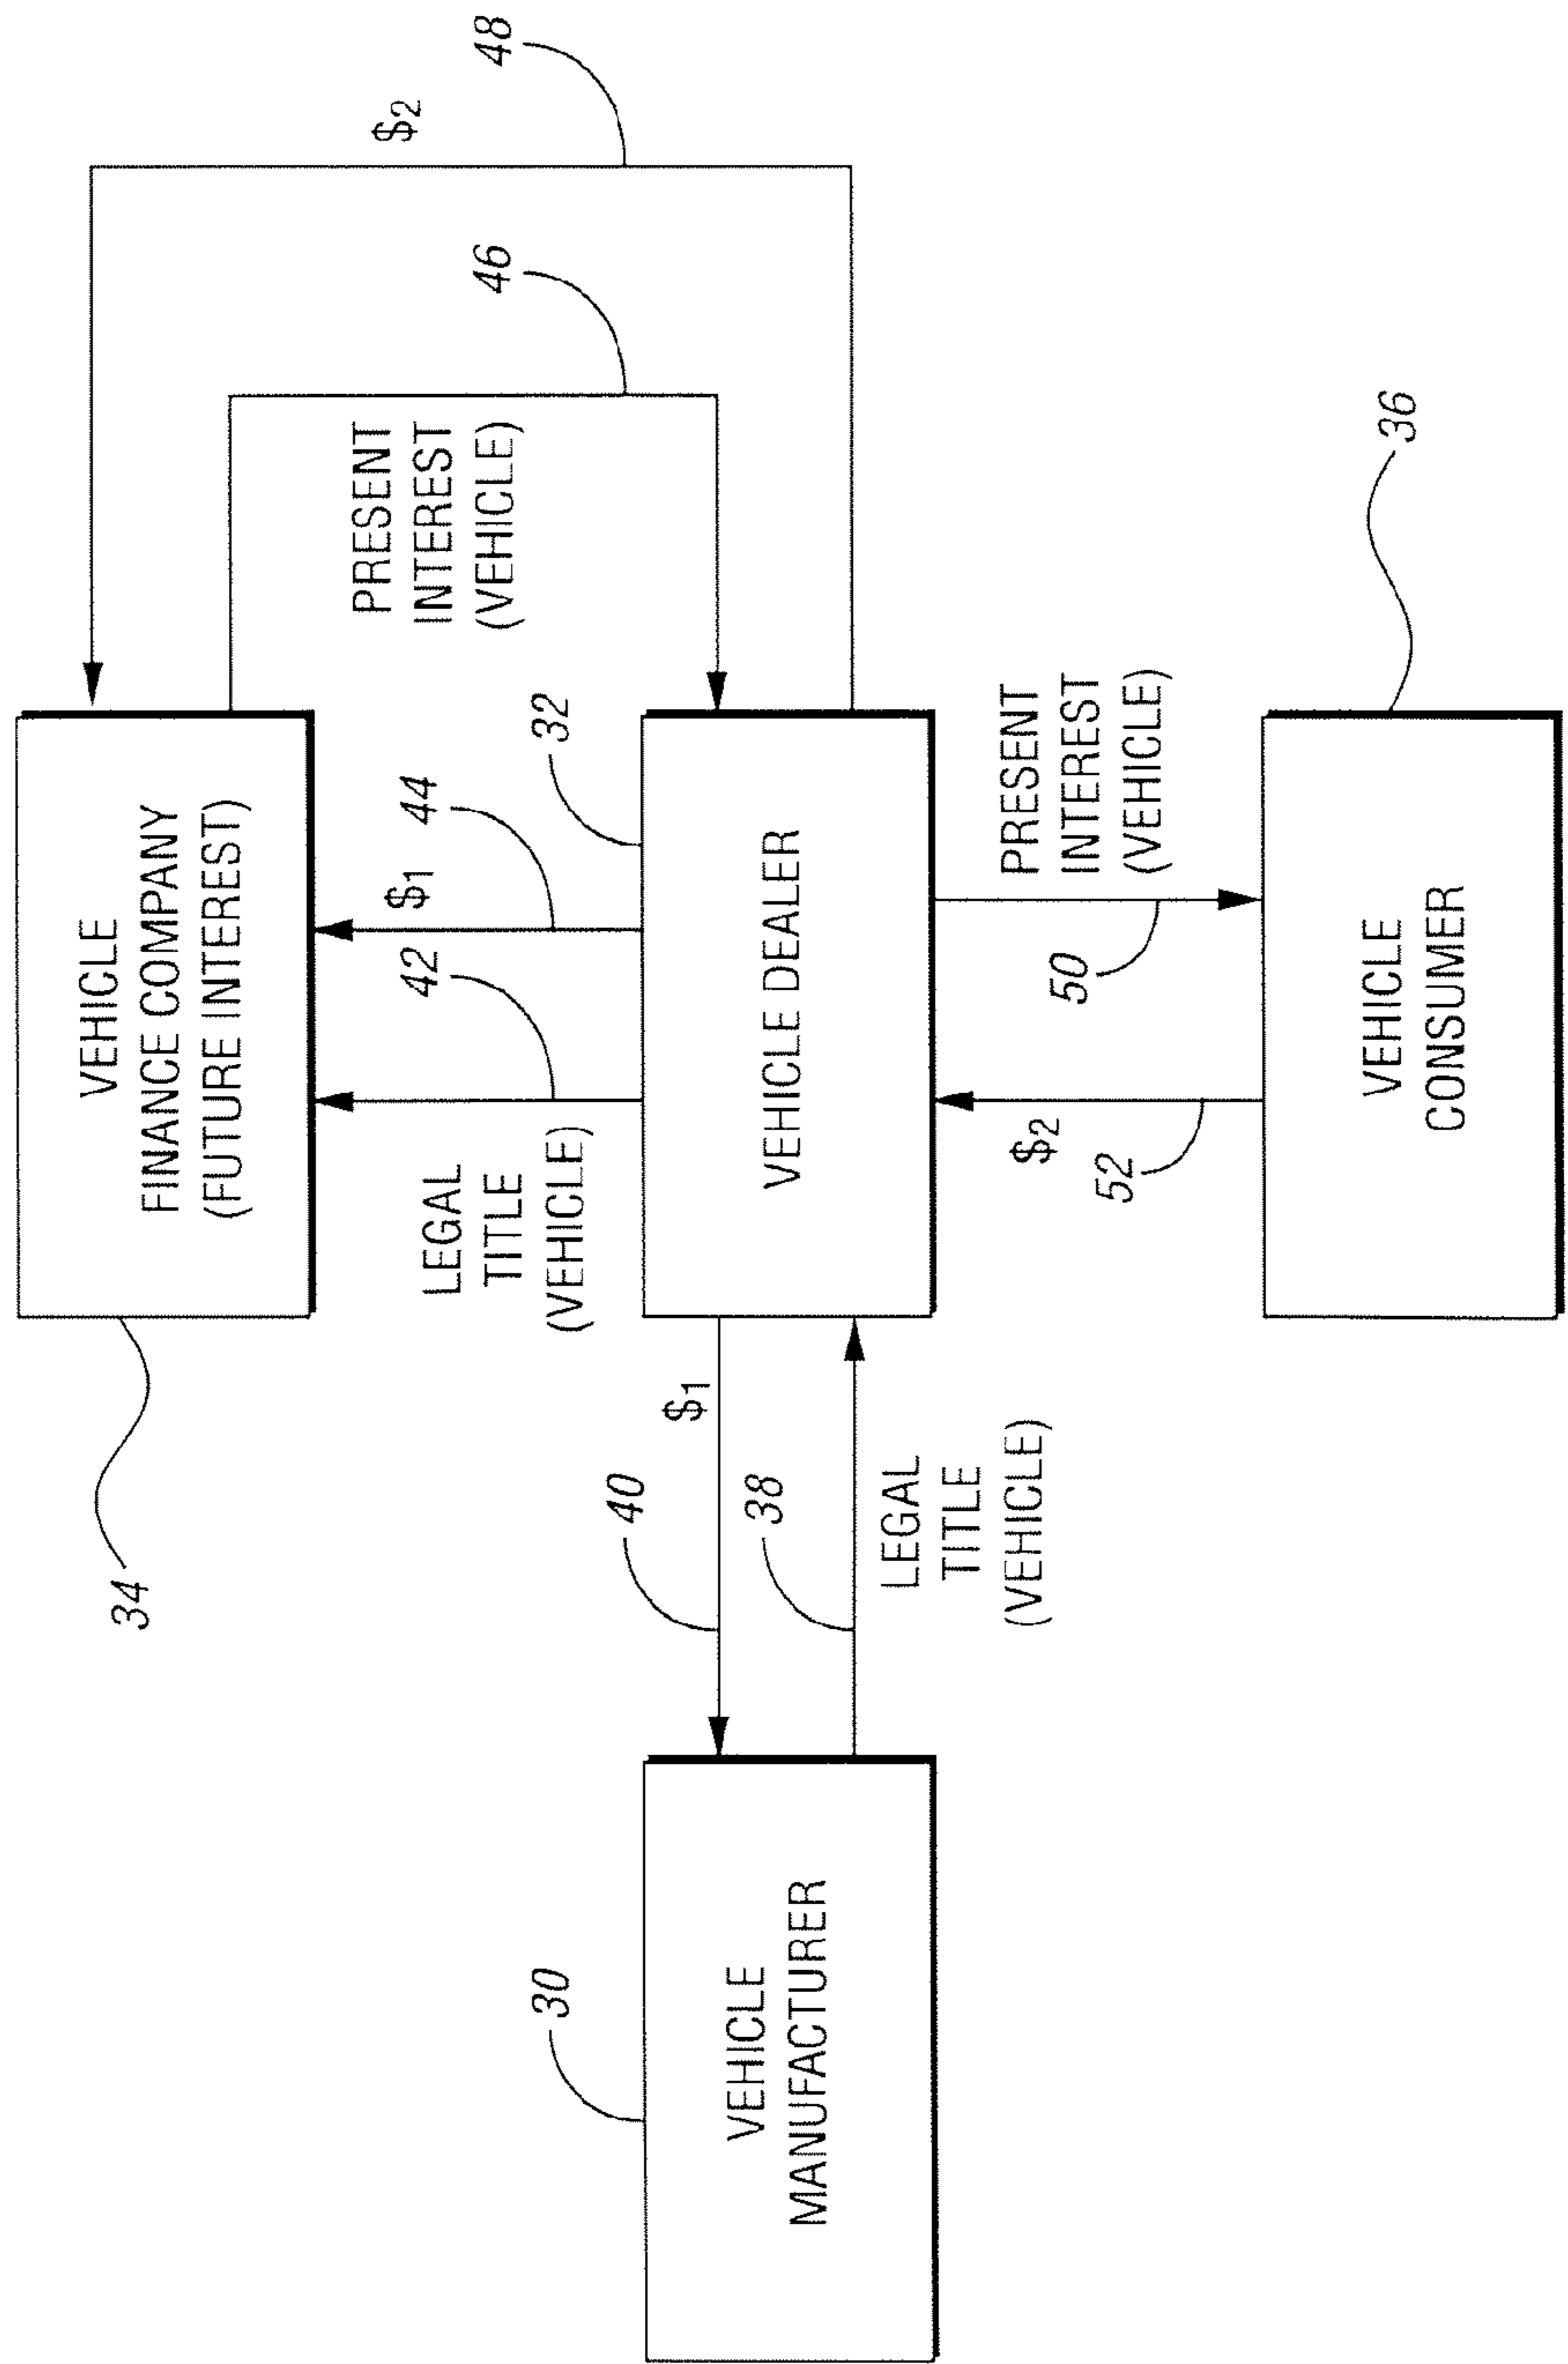 34
VEHICLE
FINANCE COMPANY
(FUTURE INTEREST)
LEGAL
TITLE
(VEHICLE)
42
44
$1
PRESENT
INTEREST
(VEHICLE)
46
$2
48
30
VEHICLE
MANUFACTURER
40
$1
38
LEGAL
TITLE
(VEHICLE)
32
VEHICLE DEALER
$2
52
50
PRESENT
INTEREST
(VEHICLE)
VEHICLE
CONSUMER
36